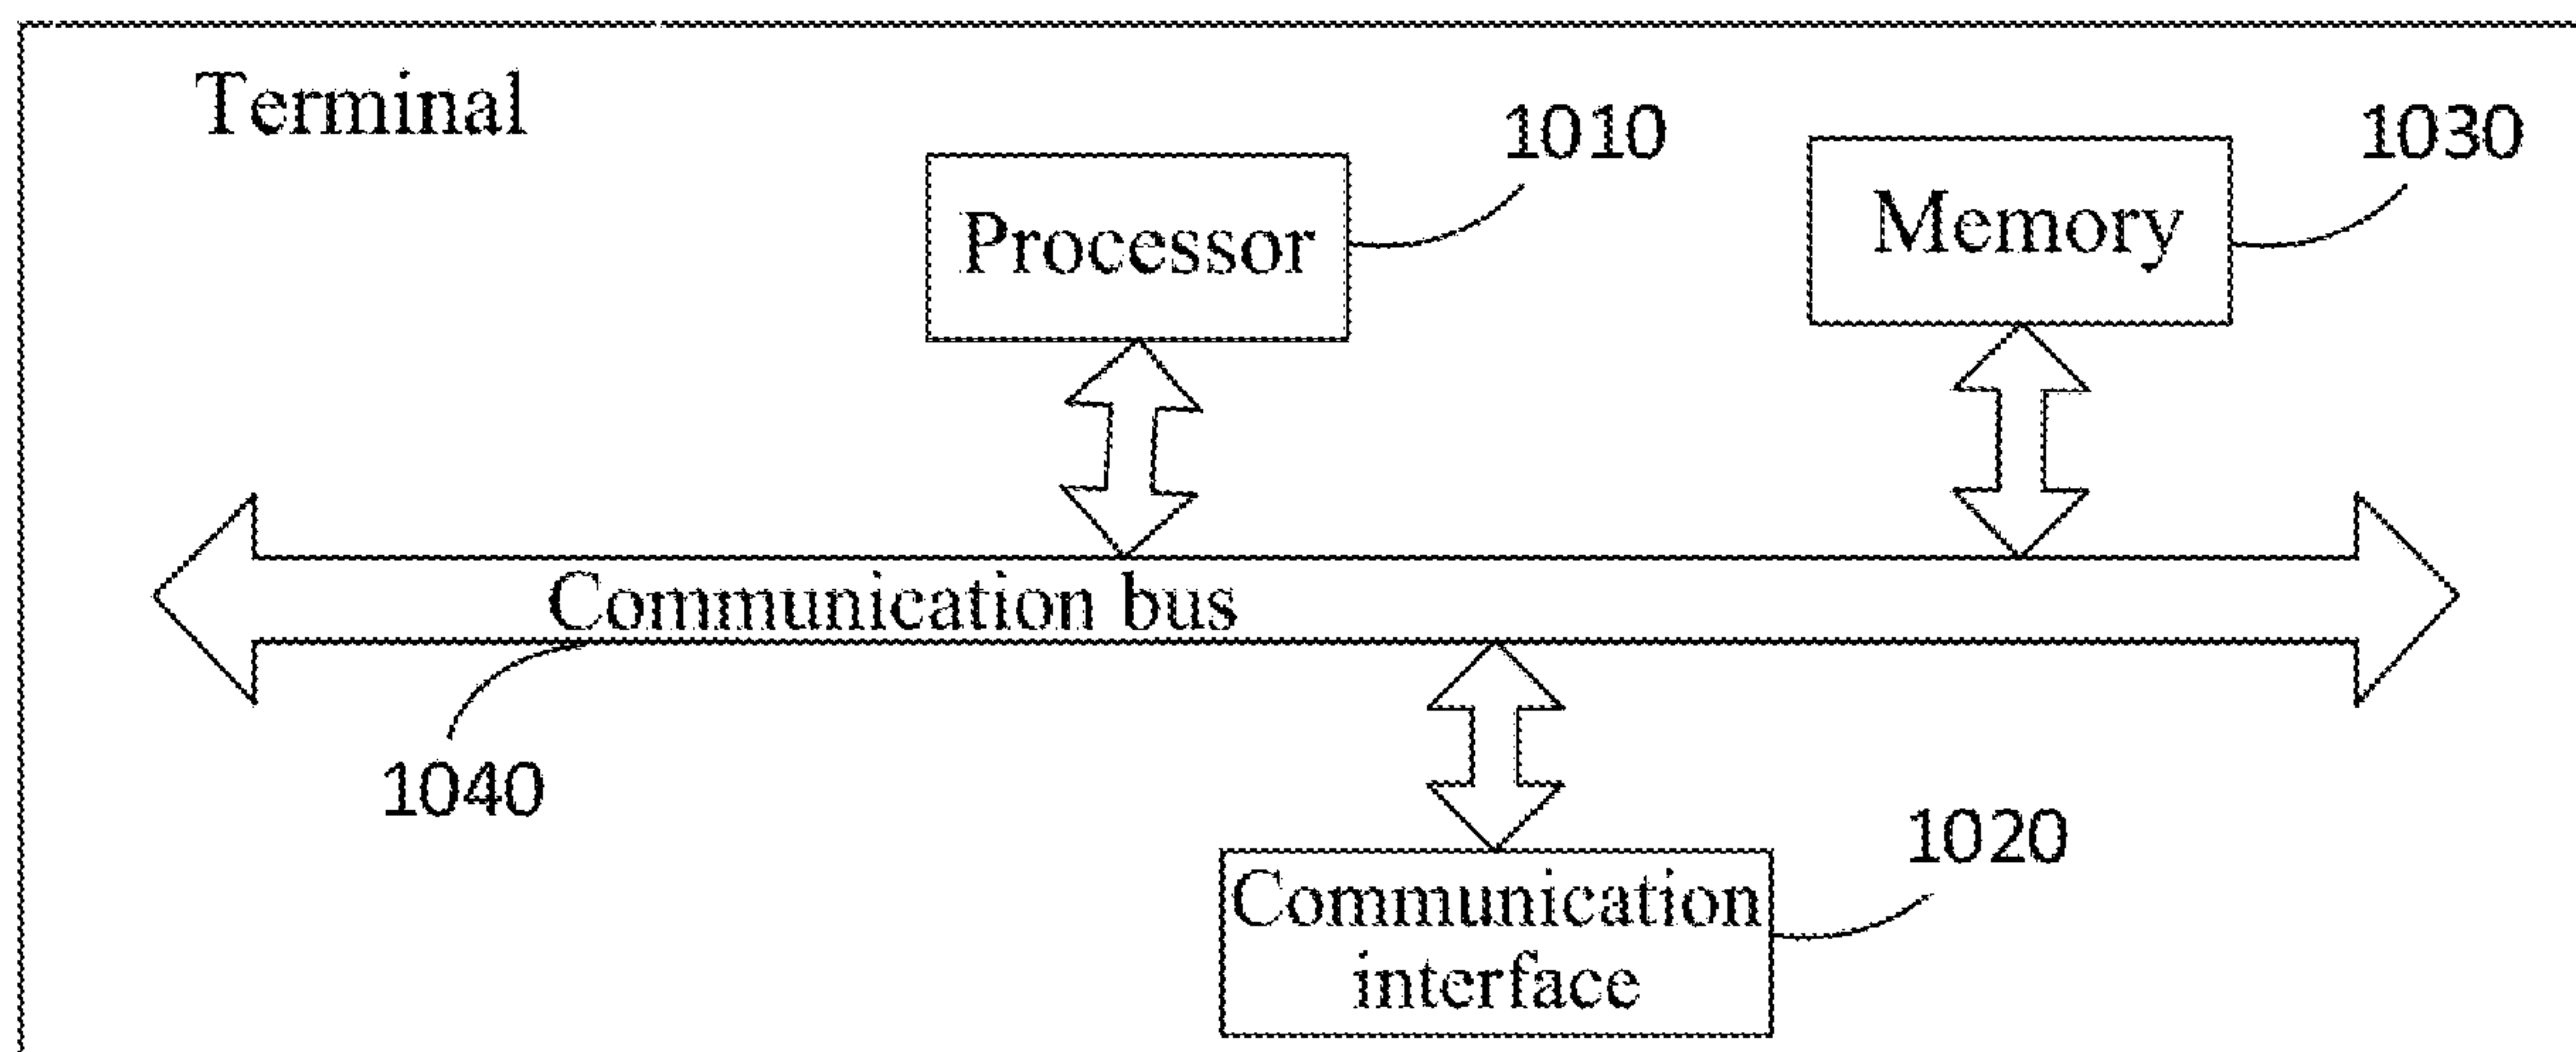 Terminal
1010
1030
Processor
Memory
Communication bus
1040
1020
Communication
interface